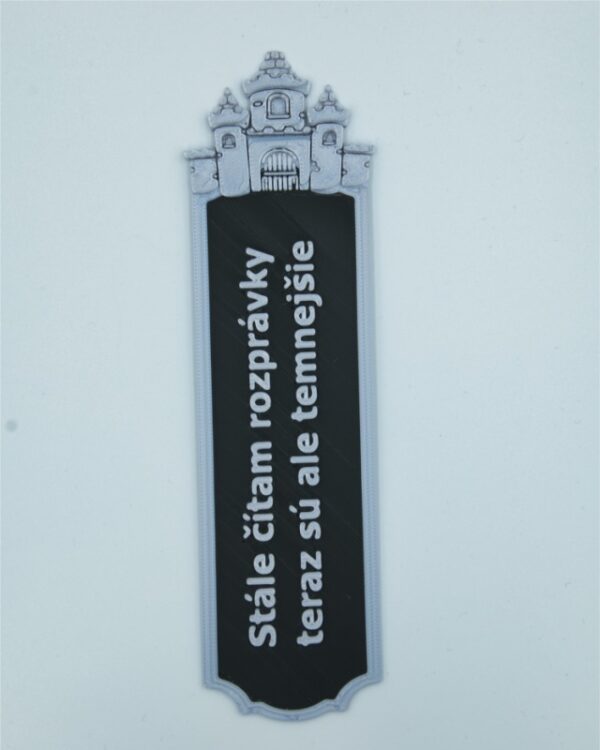 Stále čítam rozprávky
teraz sú ale temnejšie